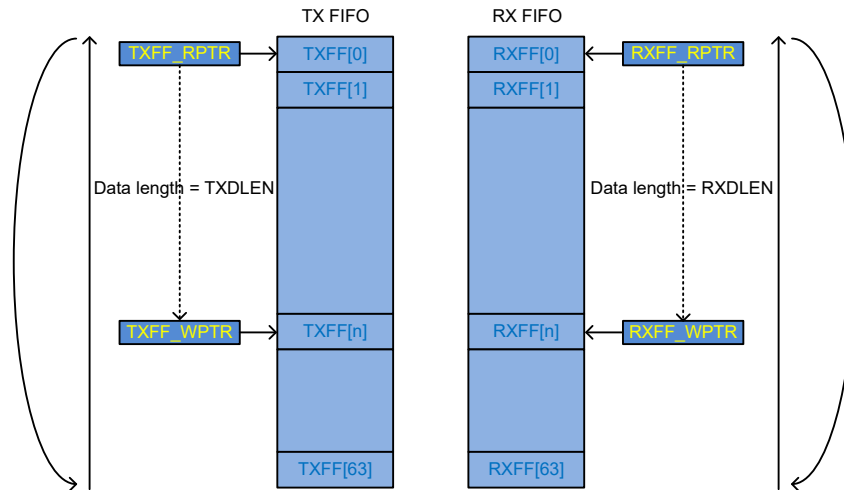 TX FIFO
RX FIFO
TXFF_RPTR
TXFF[0]
RXFF[0]
RXFF_RPTR
TXFF[1]
RXFF[1]
Data length = TXDLEN
Data length = RXDLEN
TXFF_WPTR
TXFF[n]
RXFF[n]
RXFF_WPTR
TXFF[63]
RXFF[63]